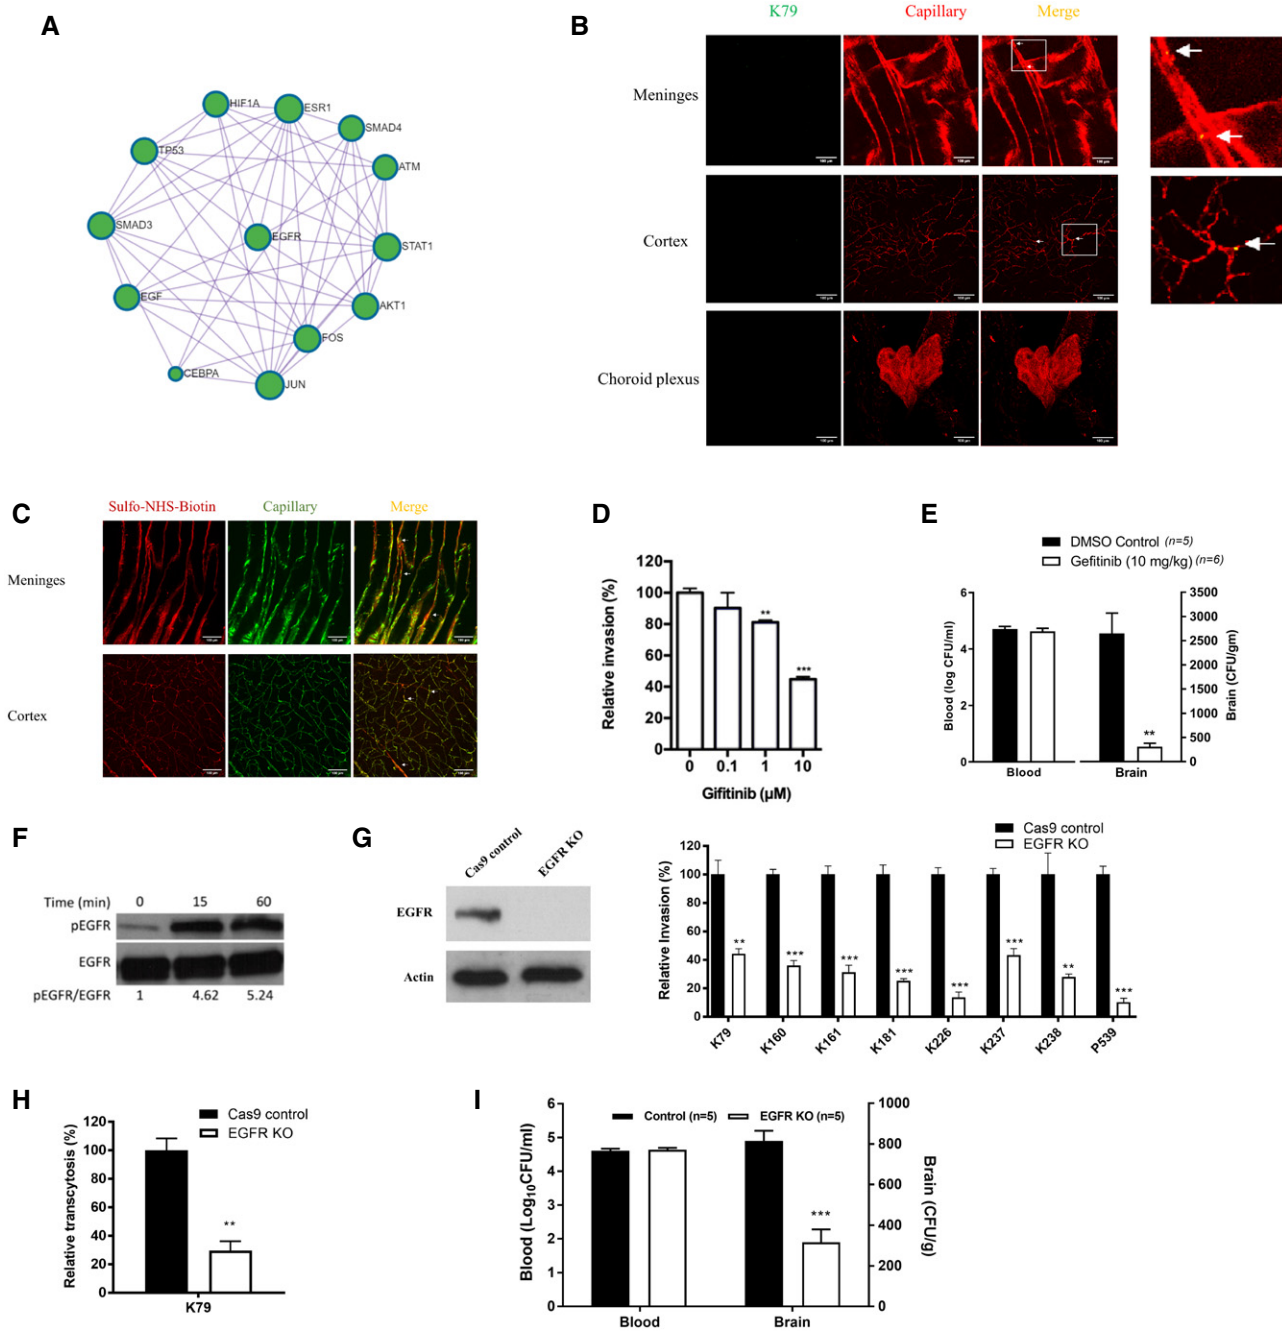 A
HIF1A
ESR1
SMAD4
TP53
ATM
SMAD3
EGFR
STAT1
EGF
AKT1
FOS
CEBPA
JUN
B
K79
Capillary
Merge
Meninges
Cortex
Choroid plexus
C
Sulfo-NHS-Biotin
Capillary
Merge
Meninges
Cortex
D
Relative invasion (%)
120
100
80
60
40
20
0
**
***
0 0.1 1 10
Gifitinib (µM)
E
DMSO Control (n=5)
Gefitinib (10 mg/kg) (n=6)
Blood (log CFU/ml)
6
4
2
0
3500
3000
2500
2000
1500
1000
500
0
Brain (CFU/gm)
**
Blood Brain
F
Time (min) 0 15 60
pEGFR
EGFR
pEGFR/EGFR 1 4.62 5.24
G
Cas9 control
EGFR KO
EGFR
Actin
Cas9 control
EGFR KO
Relative Invasion (%)
120
100
80
60
40
20
0
** *** *** *** *** *** ** ***
K79 K160 K161 K181 K226 K237 K238 P539
H
Cas9 control
EGFR KO
Relative transcytosis (%)
120
100
80
60
40
20
0
**
K79
I
Control (n=5) EGFR KO (n=5)
Blood (Log10CFU/ml)
6
5
4
3
2
1
0
1000
800
600
400
200
0
Brain (CFU/g)
***
Blood Brain